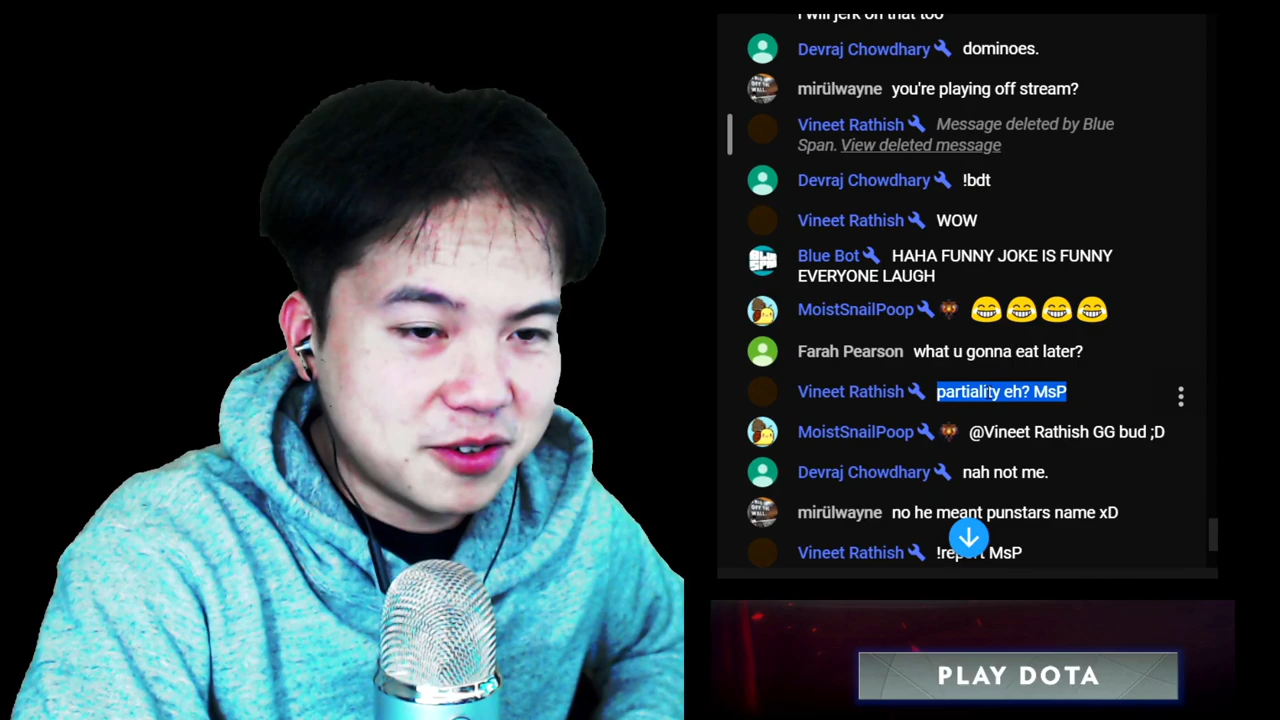 I will jerk on that too
Devraj Chowdhary dominoes.
mirülwayne you're playing off stream?
Vineet Rathish Message deleted by Blue
Span. View deleted message
Devraj Chowdhary !bdt
Vineet Rathish WOW
Blue Bot HAHA FUNNY JOKE IS FUNNY
EVERYONE LAUGH
MoistSnailPoop 😂 😂 😂 😂
Farah Pearson what u gonna eat later?
Vineet Rathish partiality eh? MsP
MoistSnailPoop @Vineet Rathish GG bud ;D
Devraj Chowdhary nah not me.
mirülwayne no he meant punstars name xD
Vineet Rathish !report MsP
PLAY DOTA